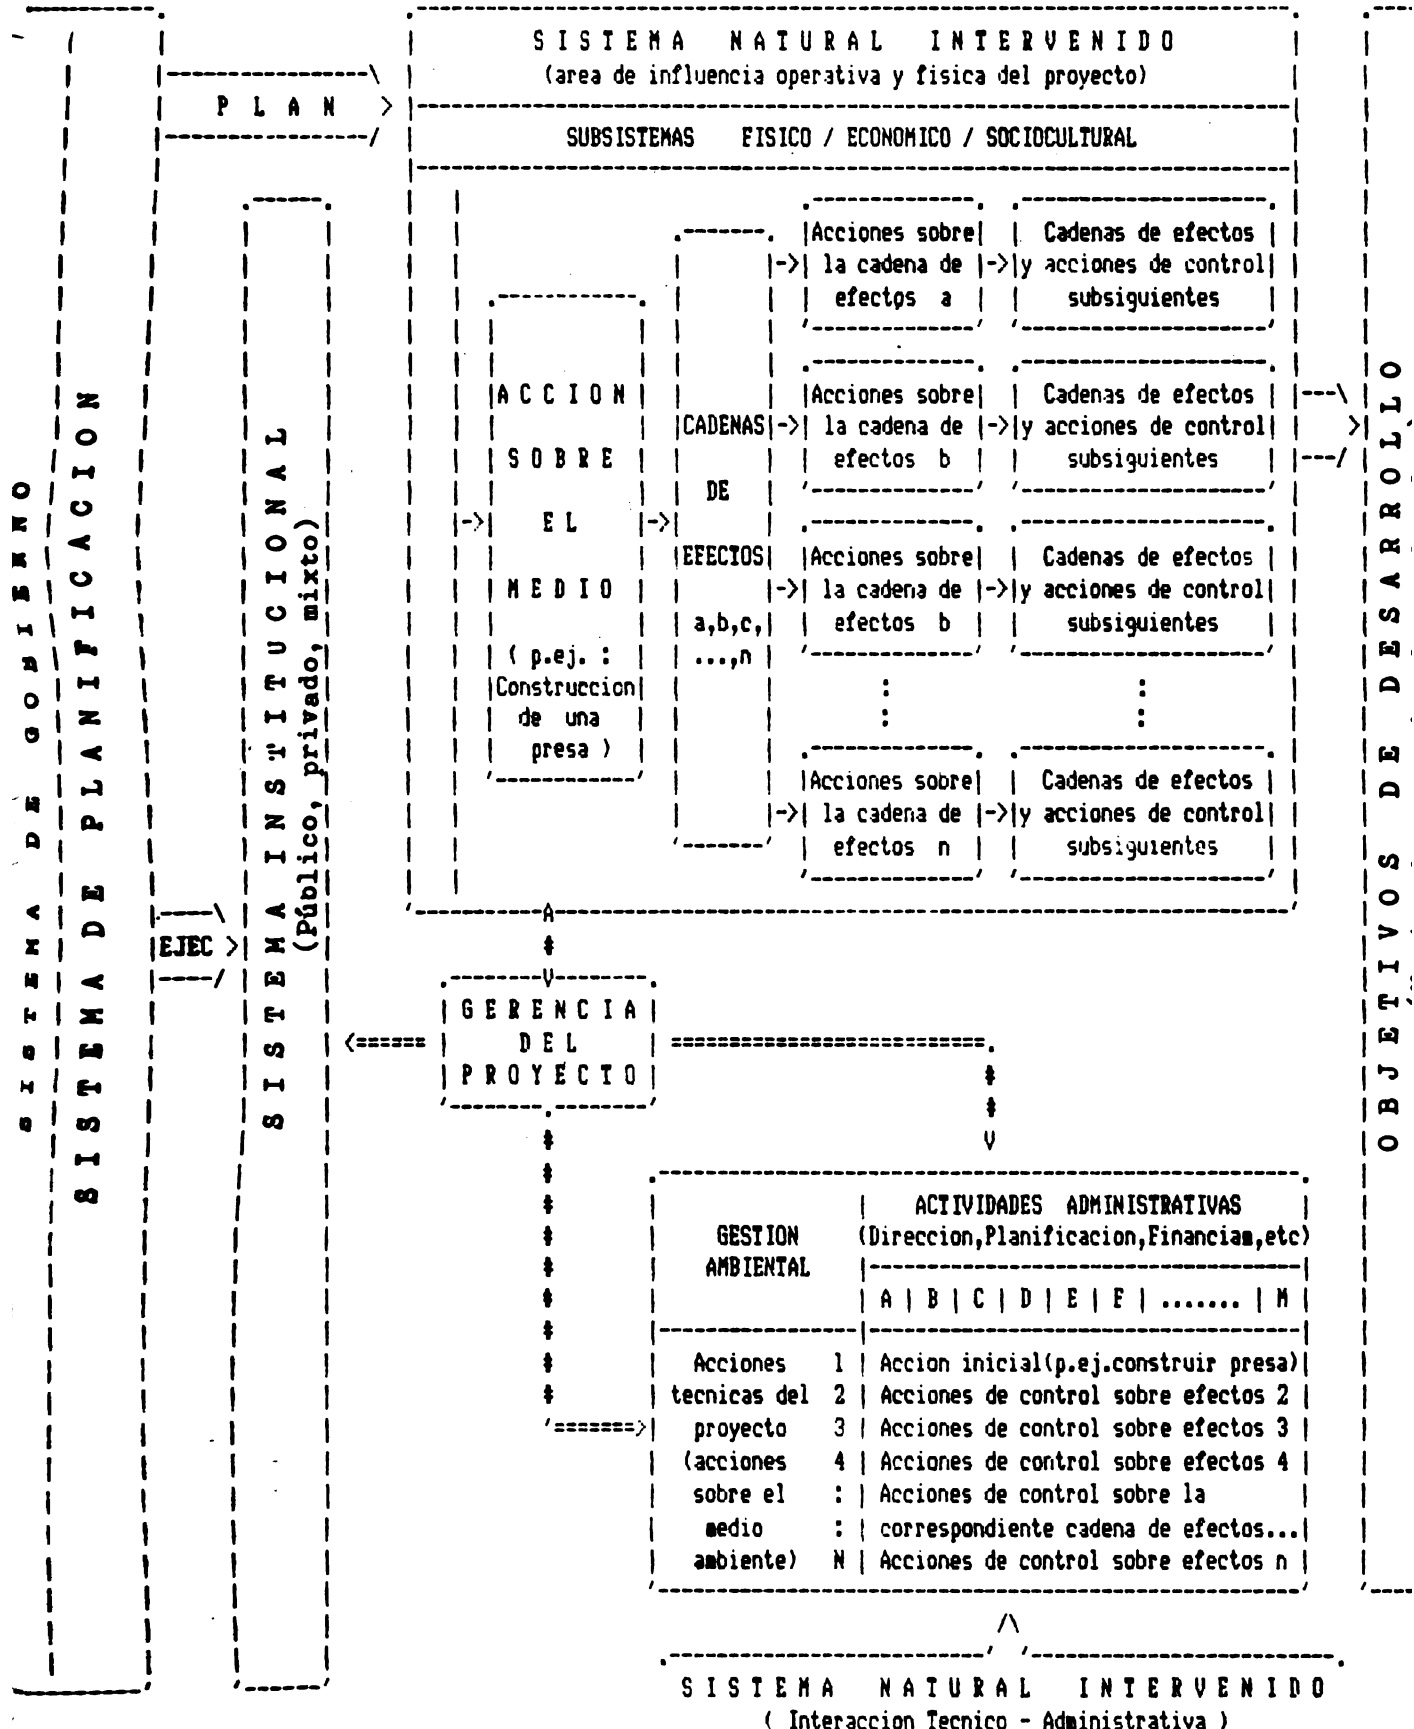 SISTEMA DE GOBIERNO
SISTEMA DE PLANIFICACION
PLAN
EJEC
SISTEMA INSTITUCIONAL
(Público, privado, mixto)
SISTEMA NATURAL INTERVENIDO
(area de influencia operativa y fisica del proyecto)
SUBSISTEMAS FISICO / ECONOMICO / SOCIOCULTURAL
ACCION
SOBRE
EL
MEDIO
( p.ej. :
Construccion
de una
presa )
CADENAS
DE
EFECTOS
a,b,c,
...,n
Acciones sobre
la cadena de
efectos a
Cadenas de efectos
y acciones de control
subsiguientes
Acciones sobre
la cadena de
efectos b
Cadenas de efectos
y acciones de control
subsiguientes
Acciones sobre
la cadena de
efectos b
Cadenas de efectos
y acciones de control
subsiguientes
:
:
:
:
Acciones sobre
la cadena de
efectos n
Cadenas de efectos
y acciones de control
subsiguientes
OBJETIVOS DE DESARROLLO
GERENCIA
DEL
PROYECTO
GESTION
AMBIENTAL
ACTIVIDADES ADMINISTRATIVAS
(Direccion,Planificacion,Financiam,etc)
A | B | C | D | E | F | ....... | M
Acciones 1 | Accion inicial(p.ej.construir presa)
tecnicas del 2 | Acciones de control sobre efectos 2
proyecto 3 | Acciones de control sobre efectos 3
(acciones 4 | Acciones de control sobre efectos 4
sobre el : | Acciones de control sobre la
medio : | correspondiente cadena de efectos...
ambiente) N | Acciones de control sobre efectos n
SISTEMA NATURAL INTERVENIDO
( Interaccion Tecnico - Administrativa )